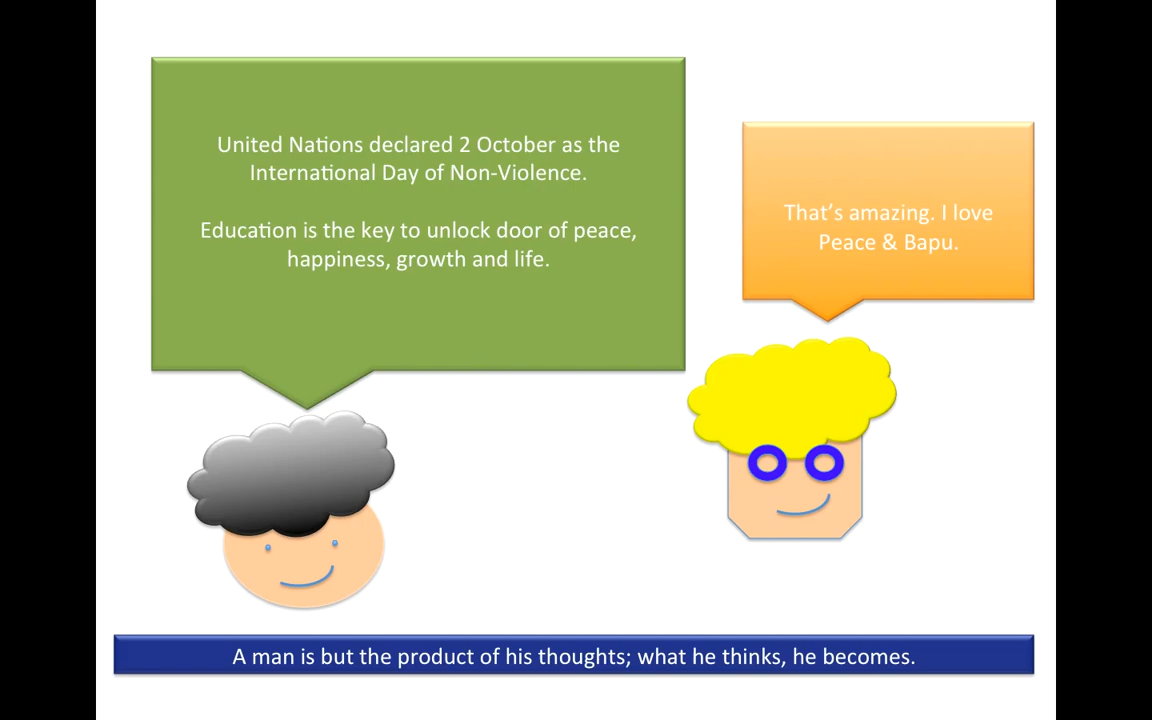 United Nations declared 2 October as the
International Day of Non-Violence.
Education is the key to unlock door of peace,
happiness, growth and life.
That’s amazing. I love
Peace & Bapu.
A man is but the product of his thoughts; what he thinks, he becomes.